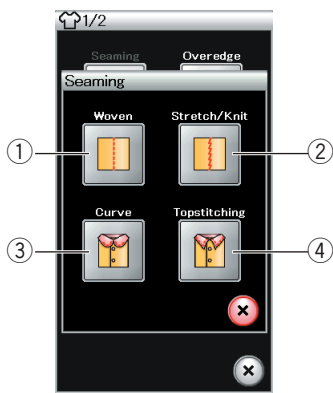 1/2
Seaming Overedge
Seaming
Woven Stretch/Knit
① ②
Curve Topstitching
③ ④